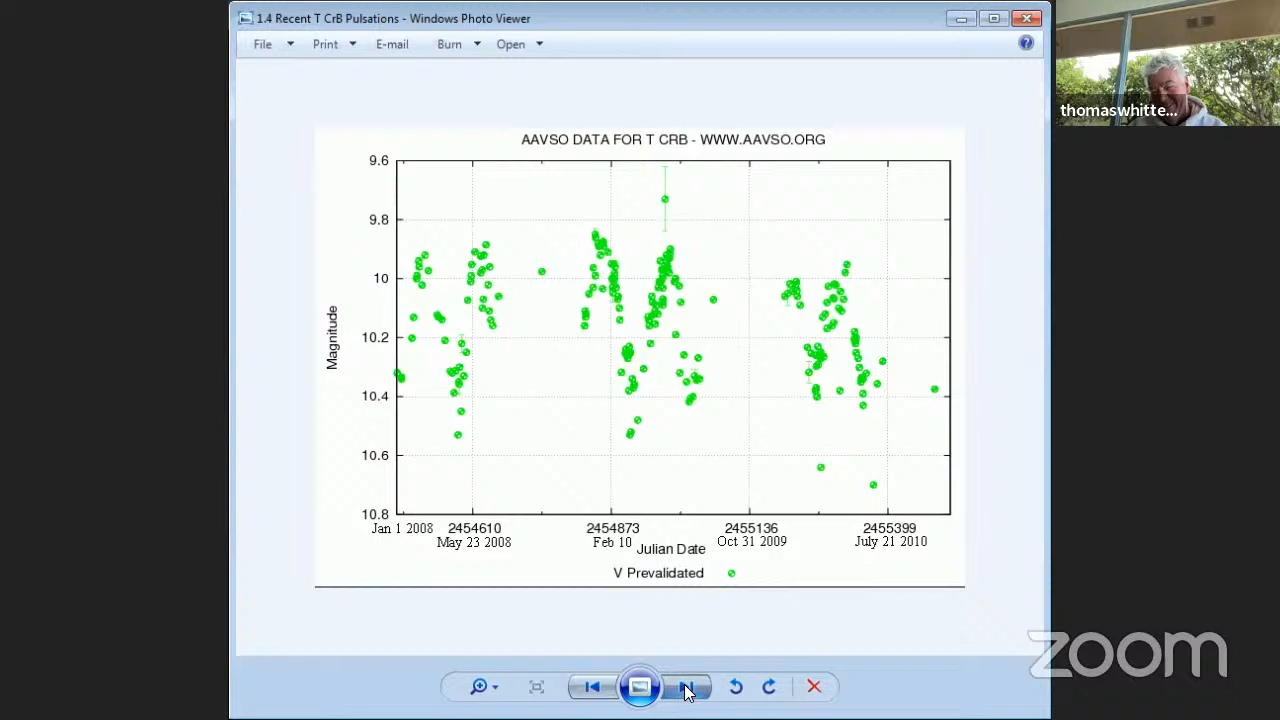 1.4 Recent T CrB Pulsations - Windows Photo Viewer
File Print E-mail Burn Open
thomaswhitte...
AAVSO DATA FOR T CRB - WWW.AAVSO.ORG
9.6
9.8
10
10.2
10.4
10.6
10.8
Magnitude
2454610 2454873 2455136 2455399
Jan 1 2008 May 23 2008 Feb 10 Oct 31 2009 July 21 2010
Julian Date
V Prevalidated
zoom